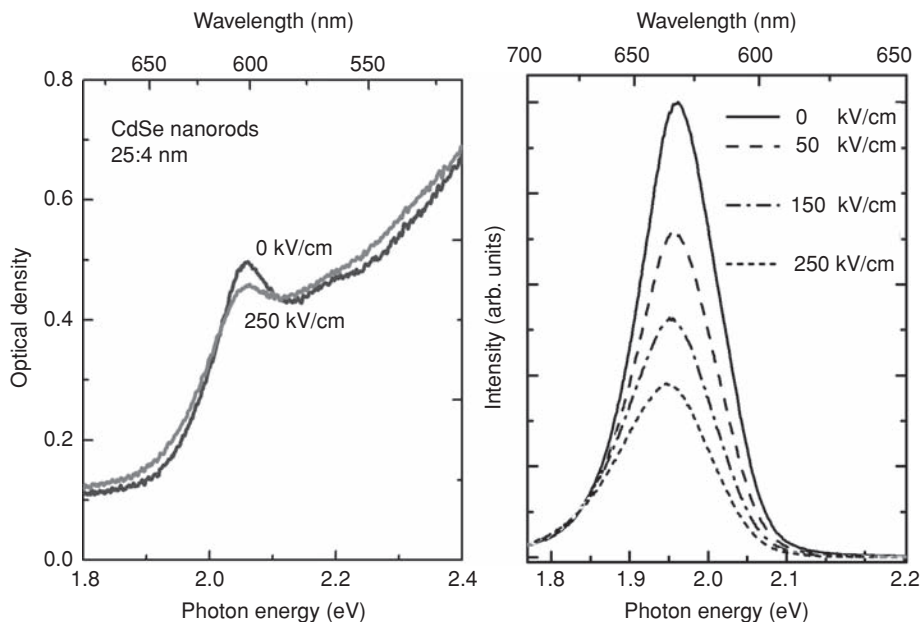 Wavelength (nm)
650 600 550
0.8
0.6
0.4
0.2
0.0
Optical density
CdSe nanorods
25:4 nm
0 kV/cm
250 kV/cm
1.8 2.0 2.2 2.4
Photon energy (eV)
Wavelength (nm)
700 650 600 650
Intensity (arb. units)
0 kV/cm
50 kV/cm
150 kV/cm
250 kV/cm
1.8 1.9 2.0 2.1 2.2
Photon energy (eV)